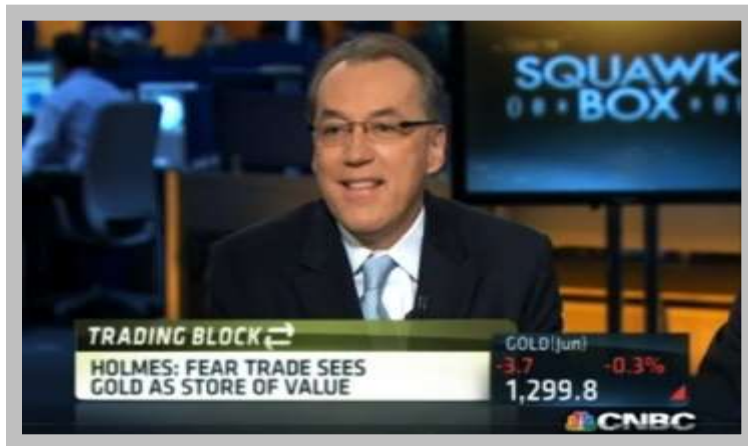 SQUAWK
BOX
TRADING BLOCK
HOLMES: FEAR TRADE SEES
GOLD AS STORE OF VALUE
GOLD(Jun)
-3.7 -0.3%
1,299.8
CNBC